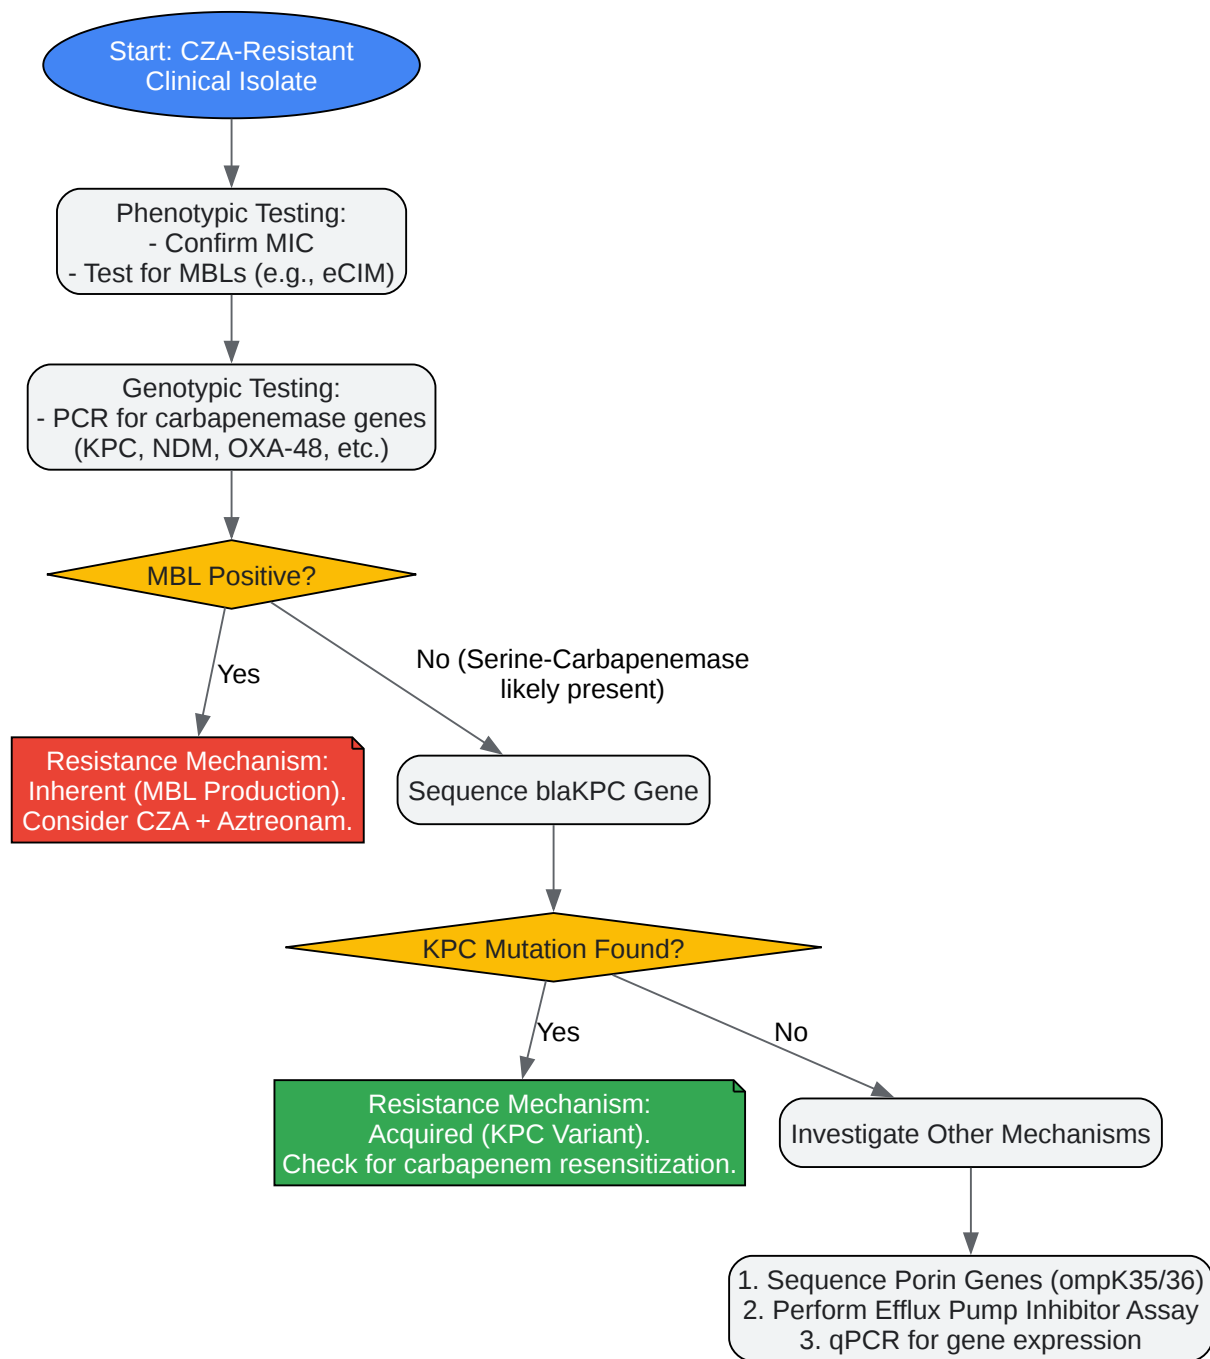 Start: CZA-Resistant
Clinical Isolate
Phenotypic Testing:
- Confirm MIC
- Test for MBLs (e.g., eCIM)
Genotypic Testing:
- PCR for carbapenemase genes
(KPC, NDM, OXA-48, etc.)
MBL Positive?
Yes
No (Serine-Carbapenemase
likely present)
Resistance Mechanism:
Inherent (MBL Production).
Consider CZA + Aztreonam.
Sequence blaKPC Gene
KPC Mutation Found?
Yes
No
Resistance Mechanism:
Acquired (KPC Variant).
Check for carbapenem resensitization.
Investigate Other Mechanisms
1. Sequence Porin Genes (ompK35/36)
2. Perform Efflux Pump Inhibitor Assay
3. qPCR for gene expression